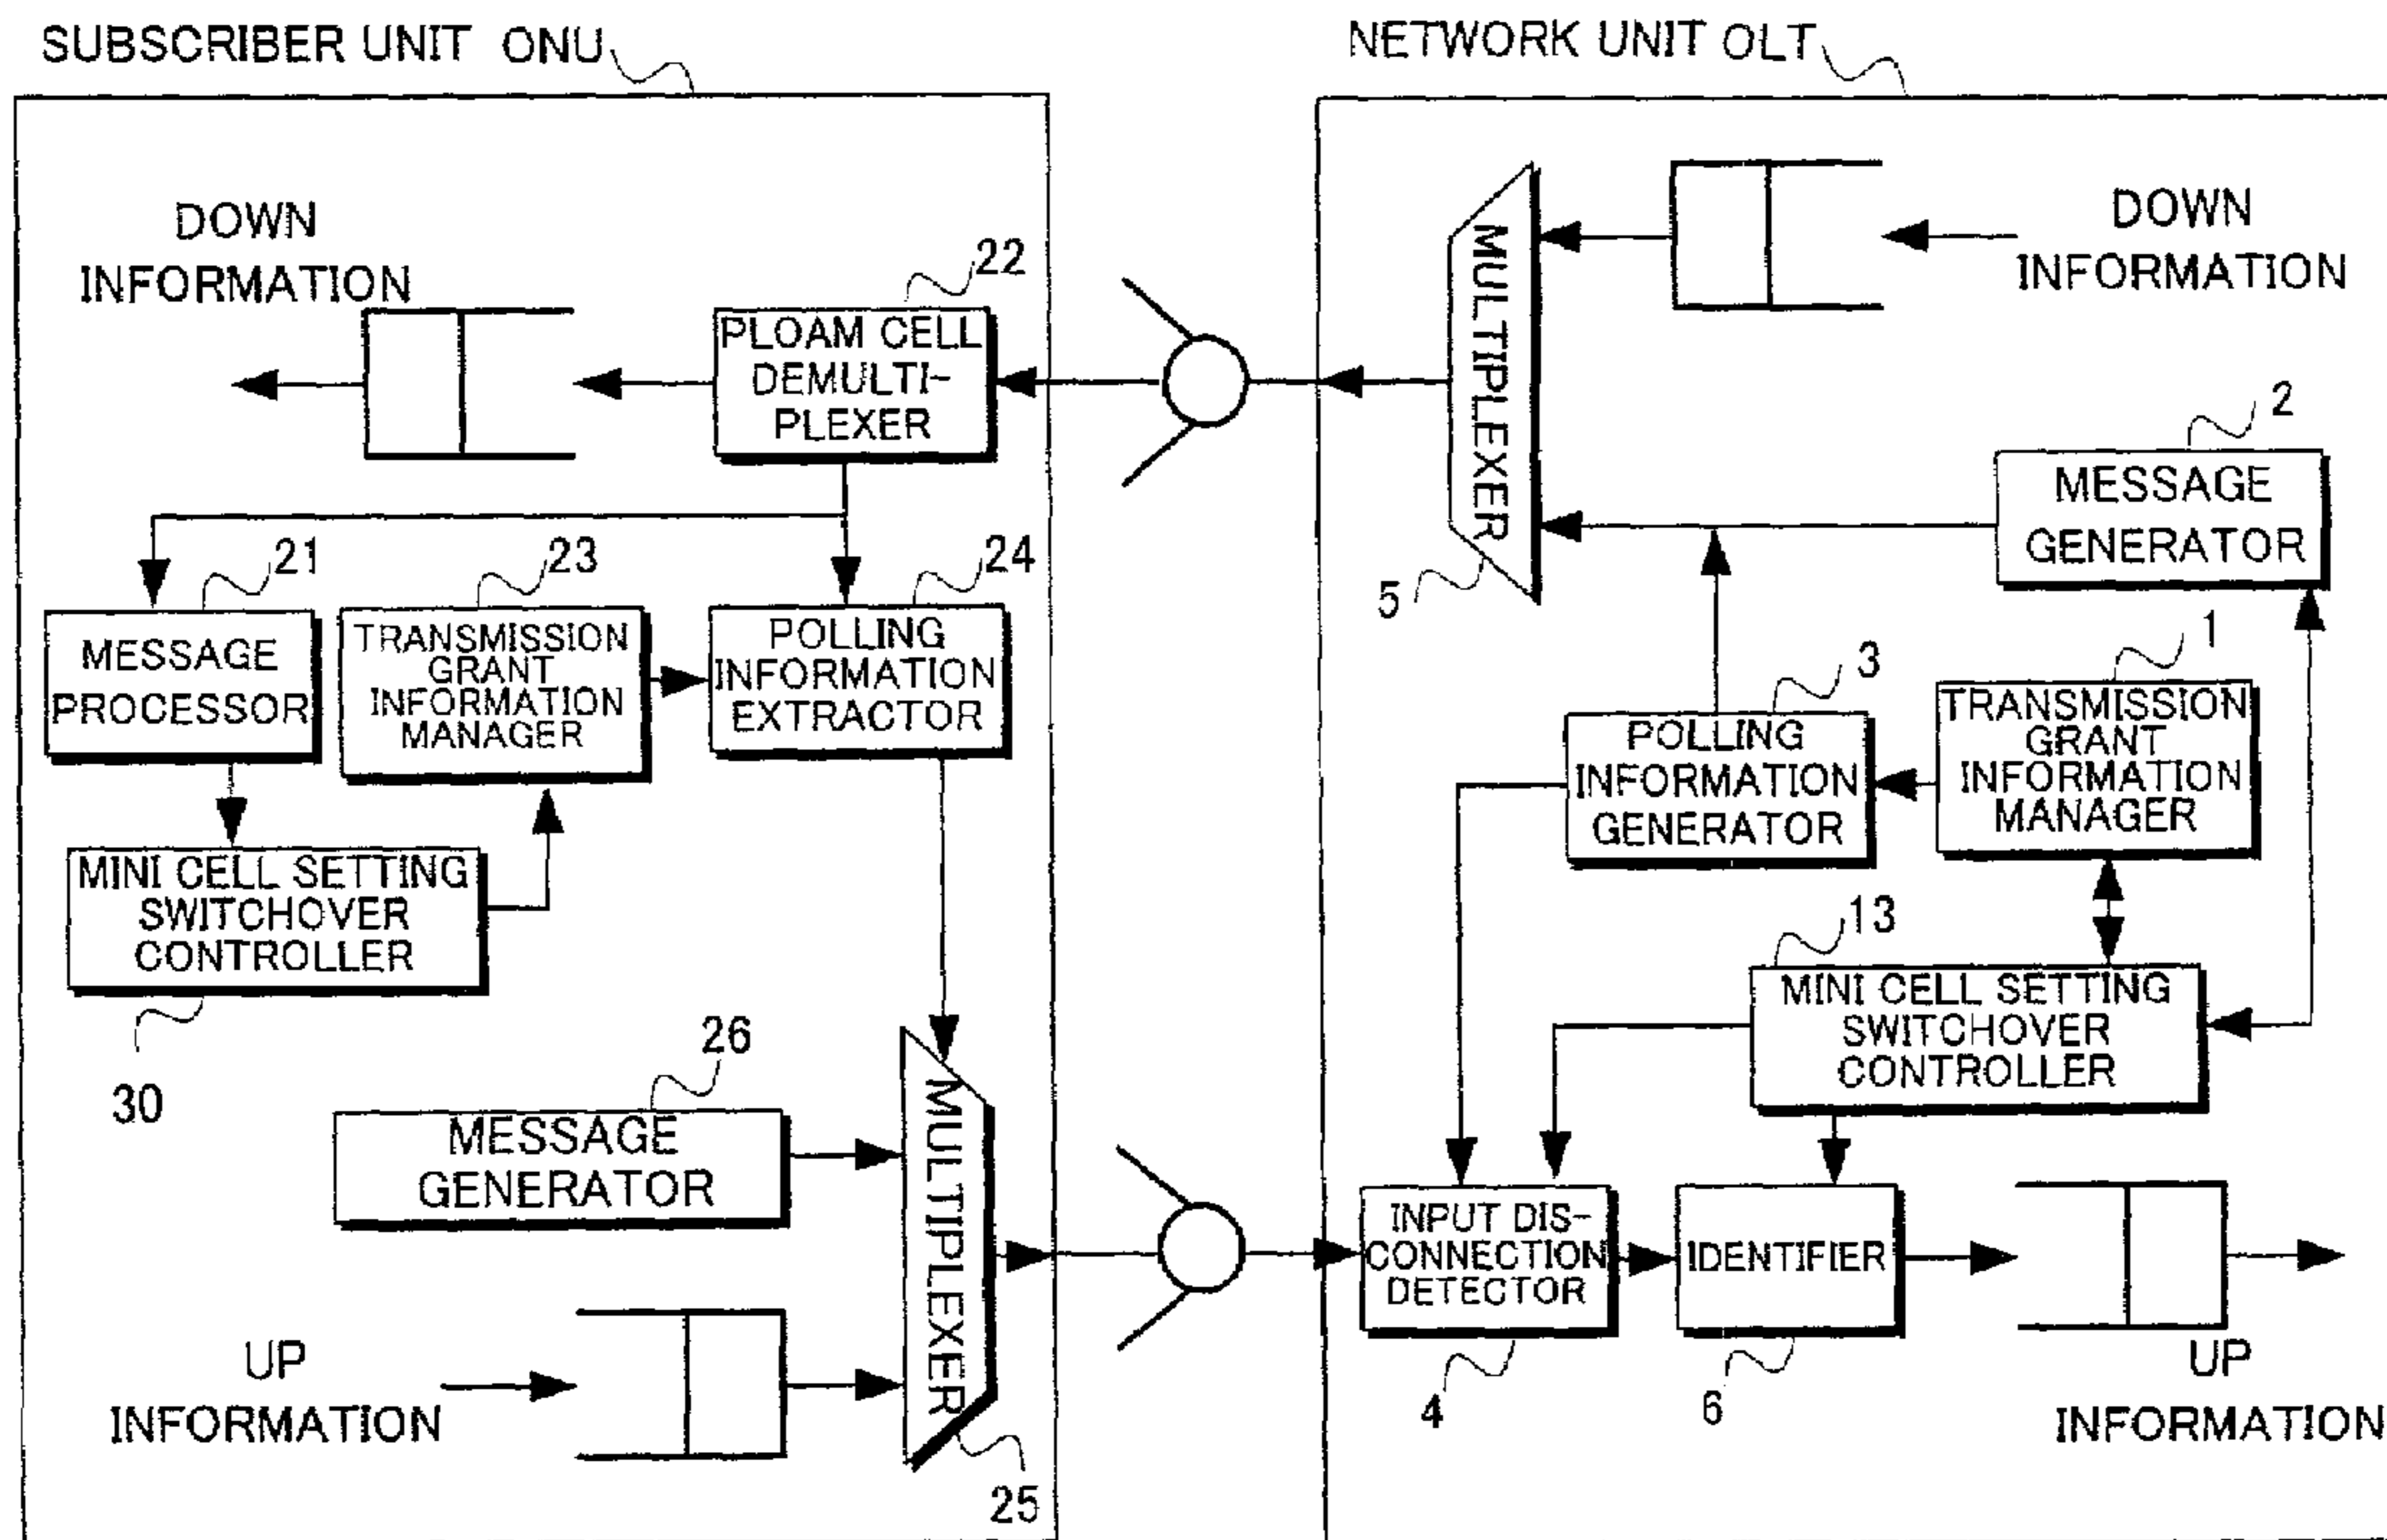 SUBSCRIBER UNIT ONU
NETWORK UNIT OLT
DOWN
INFORMATION
22
PLOAM CELL
DEMULTI-
PLEXER
MULTIPLEXER
5
DOWN
INFORMATION
2
MESSAGE
GENERATOR
21
MESSAGE
PROCESSOR
23
TRANSMISSION
GRANT
INFORMATION
MANAGER
24
POLLING
INFORMATION
EXTRACTOR
3
POLLING
INFORMATION
GENERATOR
1
TRANSMISSION
GRANT
INFORMATION
MANAGER
MINI CELL SETTING
SWITCHOVER
CONTROLLER
30
13
MINI CELL SETTING
SWITCHOVER
CONTROLLER
26
MESSAGE
GENERATOR
MULTIPLEXER
25
INPUT DIS-
CONNECTION
DETECTOR
4
IDENTIFIER
6
UP
INFORMATION
UP
INFORMATION